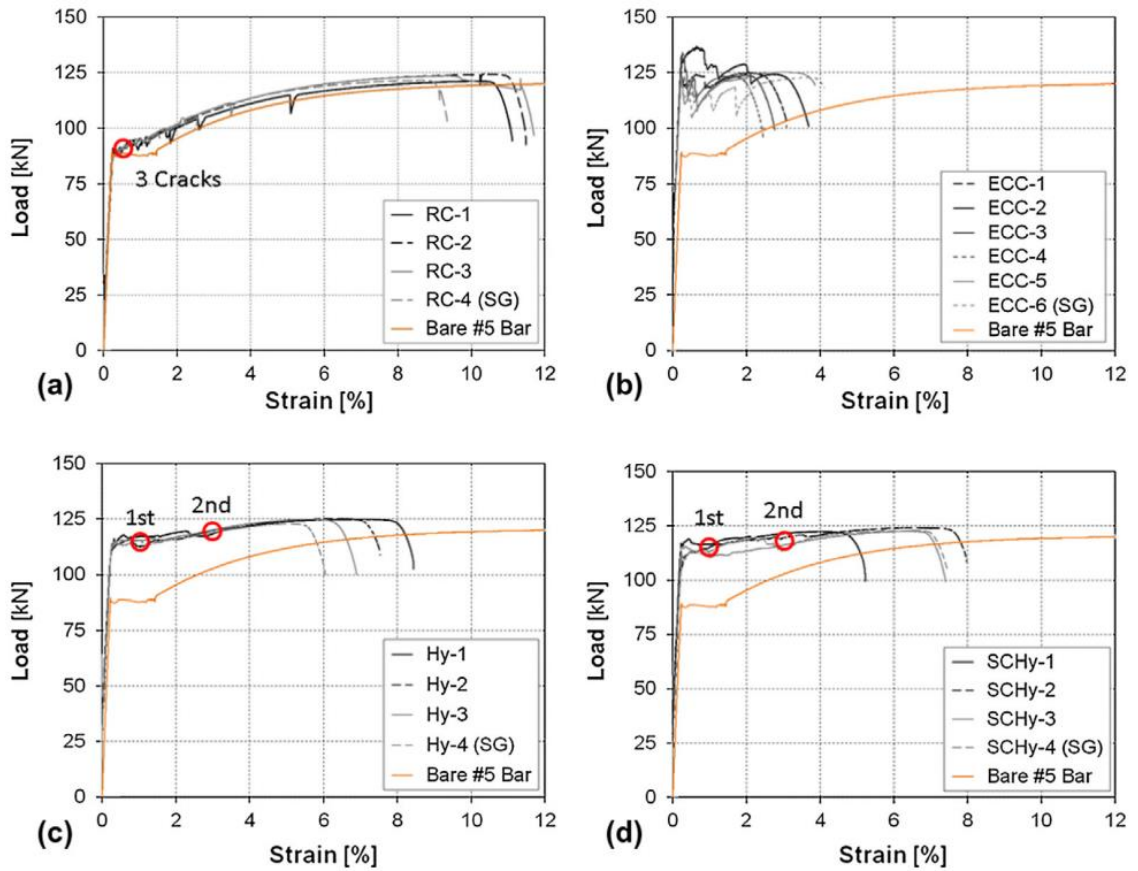 150
125
100
75
50
25
0
Load [kN]
3 Cracks
RC-1
RC-2
RC-3
RC-4 (SG)
Bare #5 Bar
0 2 4 6 8 10 12
Strain [%]
(a)
150
125
100
75
50
25
0
Load [kN]
ECC-1
ECC-2
ECC-3
ECC-4
ECC-5
ECC-6 (SG)
Bare #5 Bar
0 2 4 6 8 10 12
Strain [%]
(b)
150
125
100
75
50
25
0
Load [kN]
1st
2nd
Hy-1
Hy-2
Hy-3
Hy-4 (SG)
Bare #5 Bar
0 2 4 6 8 10 12
Strain [%]
(c)
150
125
100
75
50
25
0
Load [kN]
1st
2nd
SCHy-1
SCHy-2
SCHy-3
SCHy-4 (SG)
Bare #5 Bar
0 2 4 6 8 10 12
Strain [%]
(d)